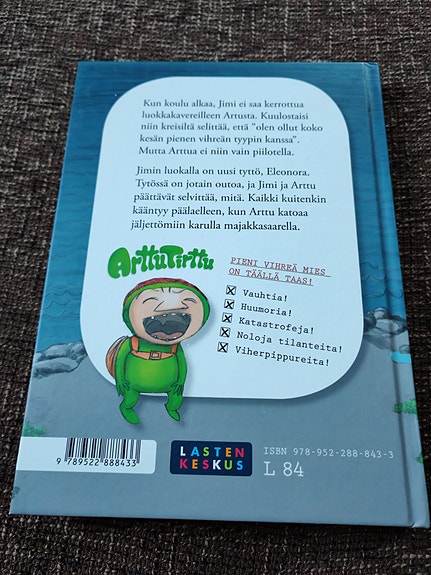 Kun koulu alkaa, Jimi ei saa kerrottua
luokkakavereilleen Artusta. Kuulostaisi
niin kreisiltä selittää, että "olen ollut koko
kesän pienen vihreän tyypin kanssa".
Mutta Arttua ei niin vain piilotella.
Jimin luokalla on uusi tyttö, Eleonora.
Tytössä on jotain outoa, ja Jimi ja Arttu
päättävät selvittää, mitä. Kaikki kuitenkin
kääntyy päälaelleen, kun Arttu katoaa
jäljettömiin karulla majakkasaarella.
ArttuTirttu
PIENI VIHREÄ MIES
ON TÄÄLLÄ TAAS!
Vauhtia!
Huumoria!
Katastrofeja!
Noloja tilanteita!
Viherpippureita!
9 789522 888433
LASTEN
KESKUS
ISBN 978-952-288-843-3
L 84